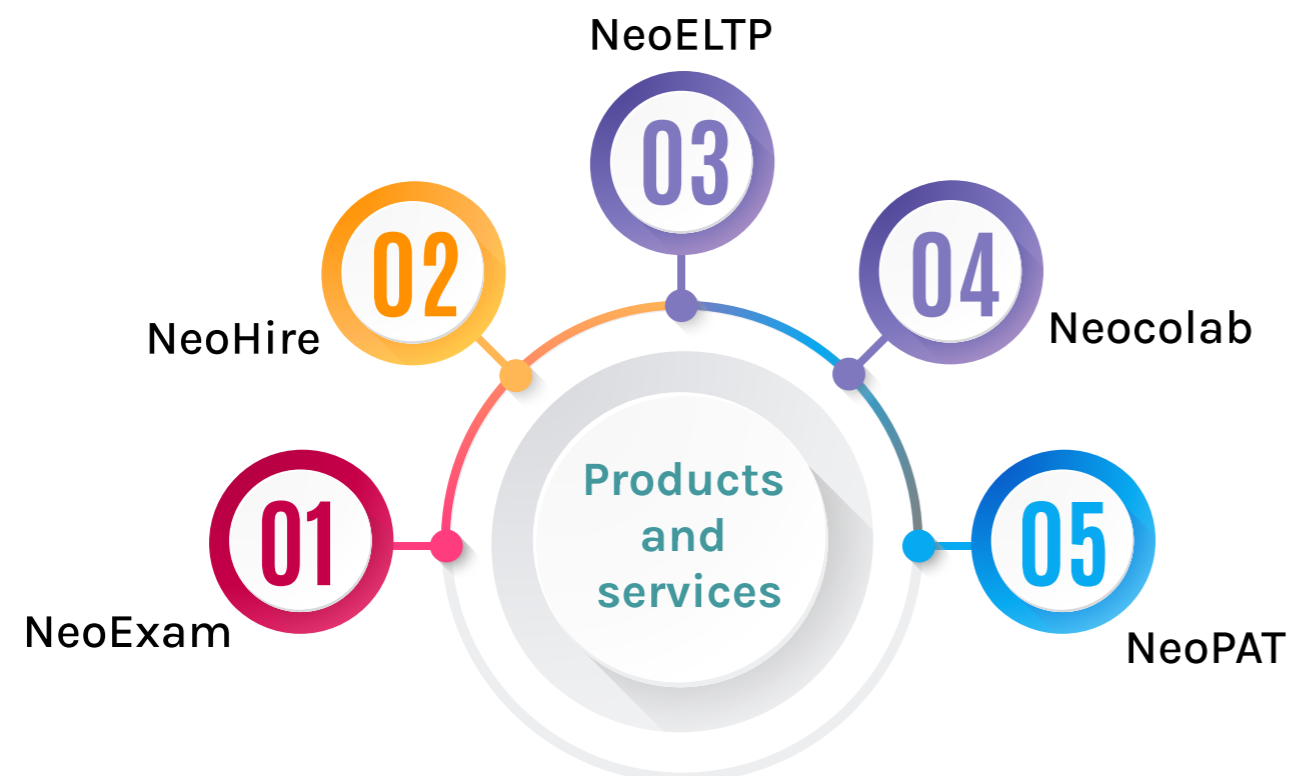 NeoELTP
03
02
04
NeoHire
Neocolab
Products
and
services
01
05
NeoExam
NeoPAT